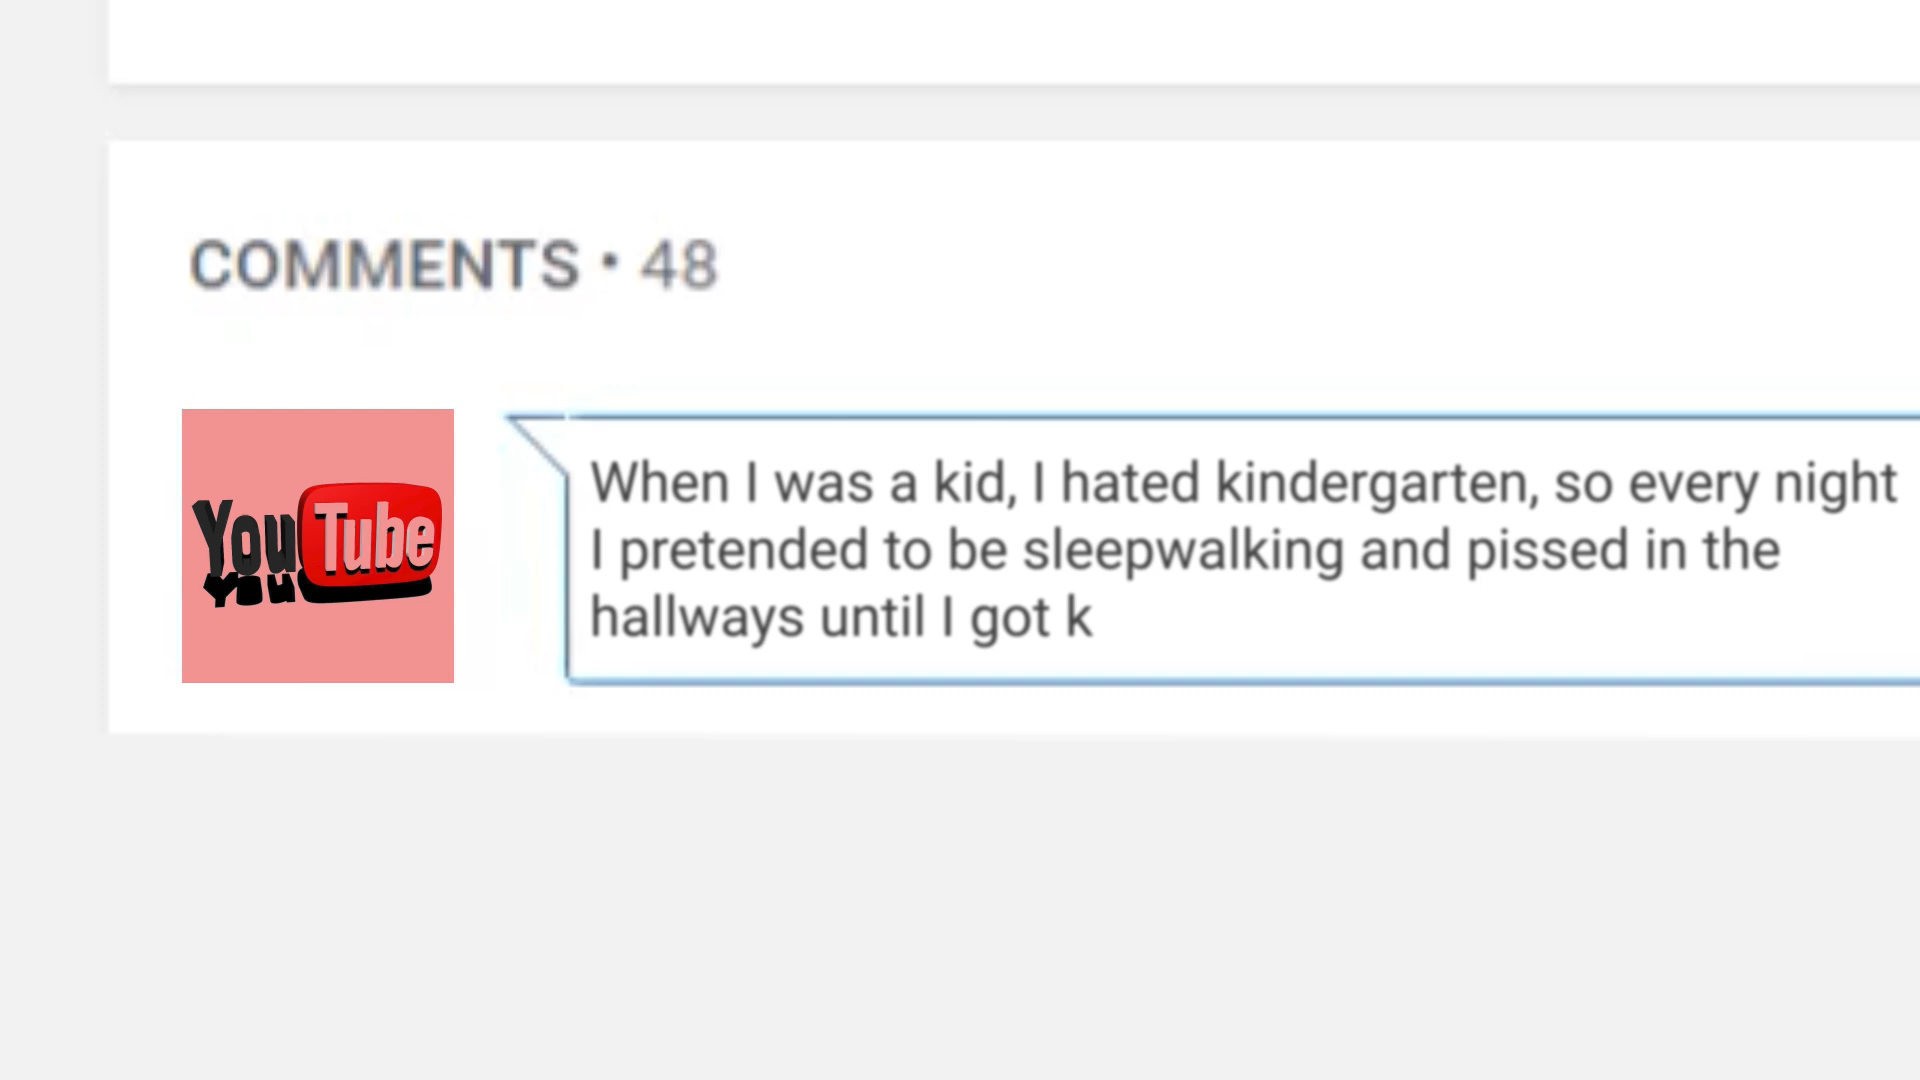 COMMENTS • 48
YouTube
When I was a kid, I hated kindergarten, so every night
I pretended to be sleepwalking and pissed in the
hallways until I got k